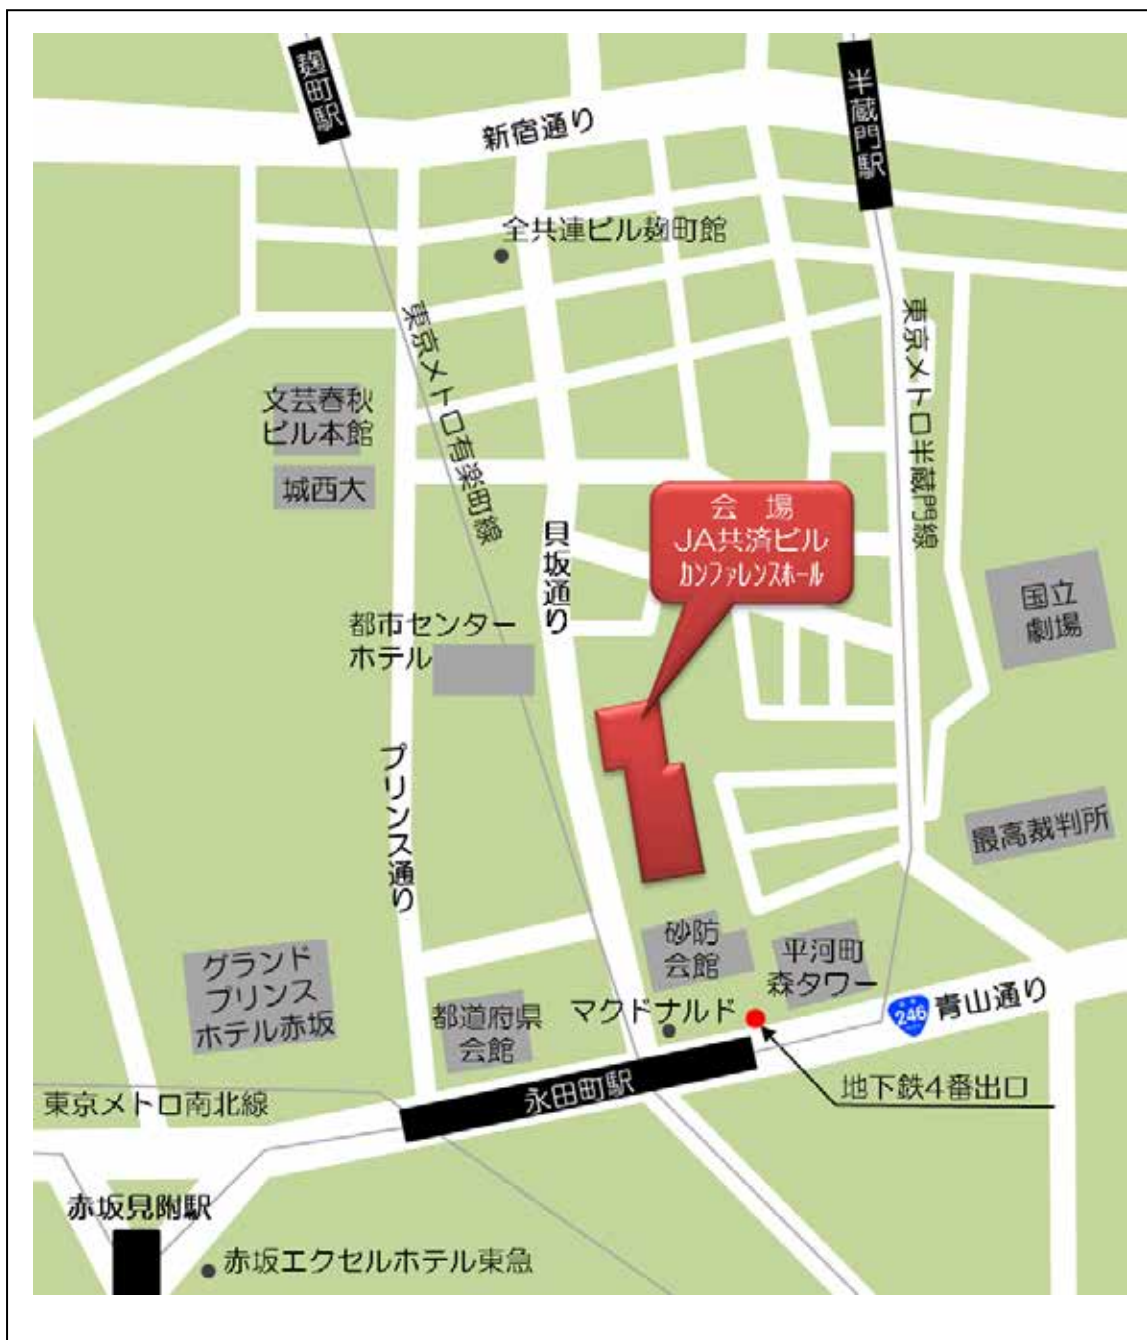 麹町駅
半蔵門駅
新宿通り
全共連ビル麹町館
東京メトロ有楽町線
東京メトロ半蔵門線
文芸春秋
ビル本館
城西大
会 場
JA共済ビル
カンファレンスホール
貝坂通り
国立
劇場
都市センター
ホテル
プリンス通り
最高裁判所
砂防
会館
平河町
森タワー
グランド
プリンス
ホテル赤坂
都道府県
会館
マクドナルド
246
青山通り
永田町駅
地下鉄4番出口
東京メトロ南北線
赤坂見附駅
赤坂エクセルホテル東急